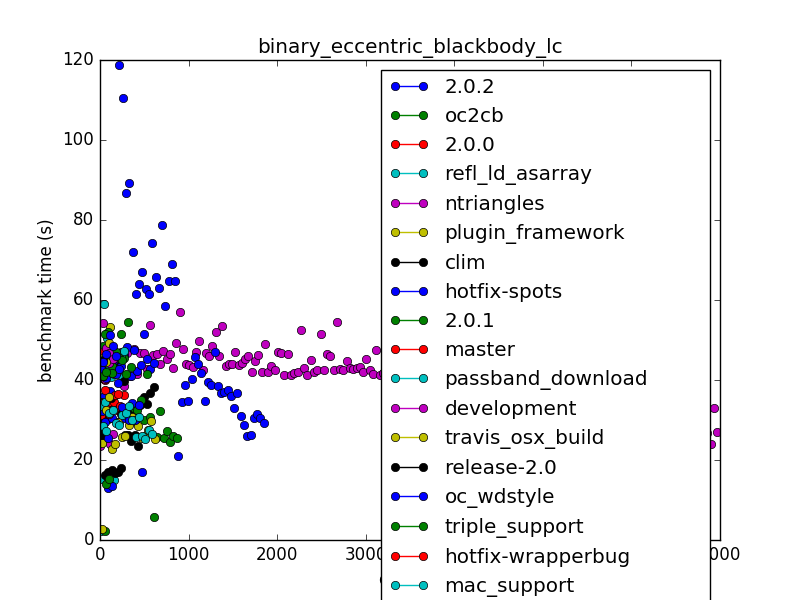 binary_eccentric_blackbody_lc
120
100
80
60
40
20
0
benchmark time (s)
0
1000
2000
3000
000
2.0.2
oc2cb
2.0.0
refl_ld_asarray
ntriangles
plugin_framework
clim
hotfix-spots
2.0.1
master
passband_download
development
travis_osx_build
release-2.0
oc_wdstyle
triple_support
hotfix-wrapperbug
mac_support